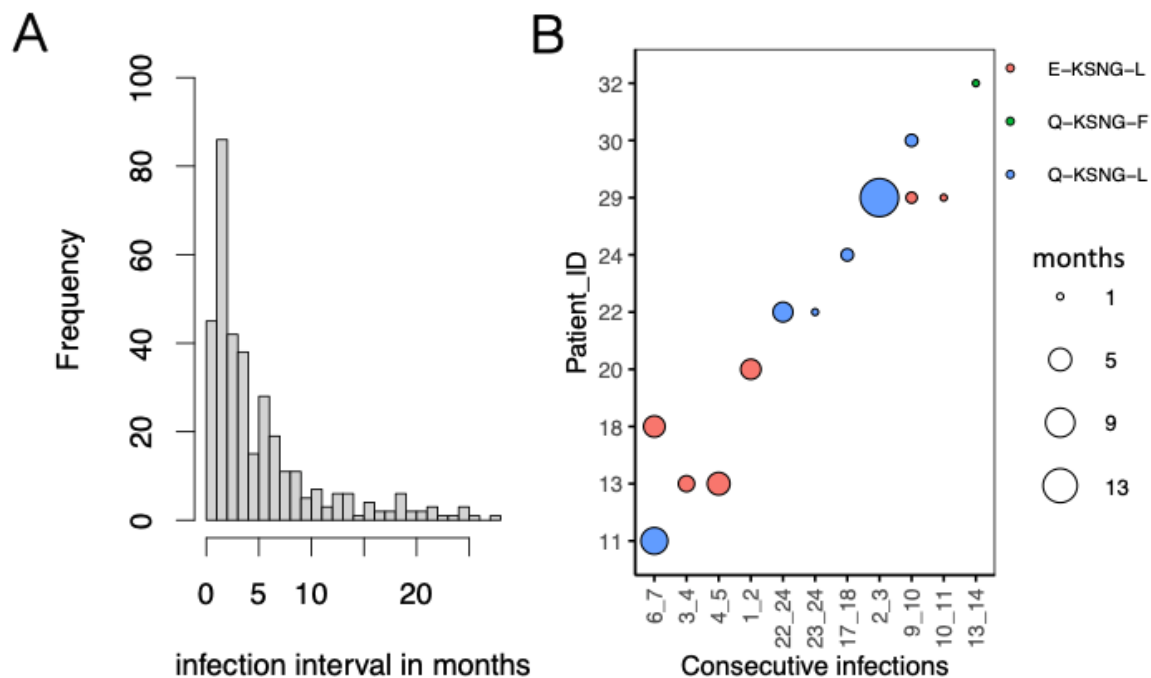 A
Frequency
100
80
60
40
20
0
0 5 10 20
infection interval in months
B
Patient_ID
32
30
29
24
22
20
18
13
11
6_7 3_4 4_5 1_2 22_24 23_24 17_18 2_3 9_10 10_11 13_14
Consecutive infections
E-KSNG-L
Q-KSNG-F
Q-KSNG-L
months
1
5
9
13